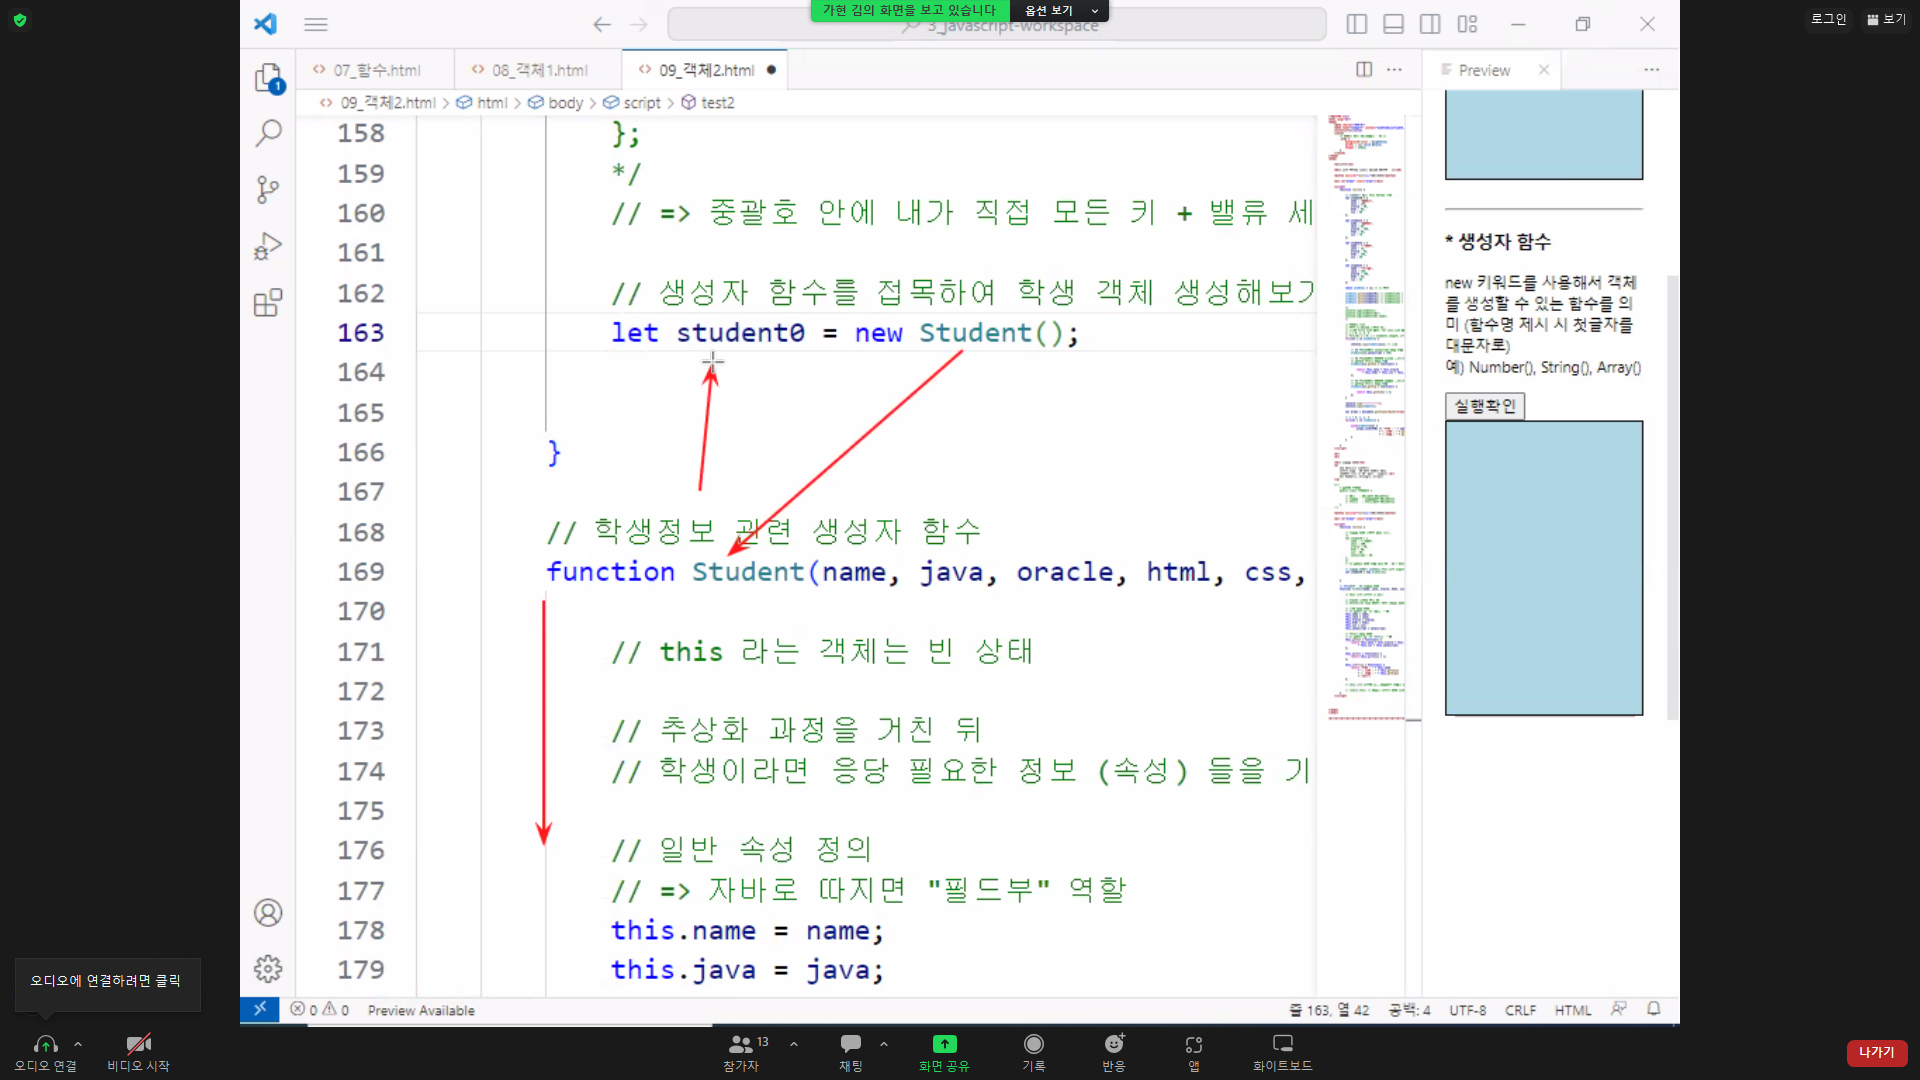 가현 김의 화면을 보고 있습니다
옵션 보기
로그인
보기
3_javascript-workspace
07_함수.html
08_객체1.html
09_객체2.html
Preview
09_객체2.html > html > body > script > test2
158 };
159 */
160 // => 중괄호 안에 내가 직접 모든 키 + 밸류 세
161
162 // 생성자 함수를 접목하여 학생 객체 생성해보기
163 let student0 = new Student();
164
165
166 }
167
168 // 학생정보 관련 생성자 함수
169 function Student(name, java, oracle, html, css,
170
171 // this 라는 객체는 빈 상태
172
173 // 추상화 과정을 거친 뒤
174 // 학생이라면 응당 필요한 정보 (속성) 들을 기
175
176 // 일반 속성 정의
177 // => 자바로 따지면 "필드부" 역할
178 this.name = name;
179 this.java = java;
* 생성자 함수
new 키워드를 사용해서 객체
를 생성할 수 있는 함수를 의
미 (함수명 제시 시 첫글자를
대문자로)
예) Number(), String(), Array()
실행확인
1
오디오에 연결하려면 클릭
0 0 Preview Available
줄 163, 열 42 공백: 4 UTF-8 CRLF HTML
오디오 연결
비디오 시작
13
참가자
채팅
화면 공유
기록
반응
앱
화이트보드
나가기